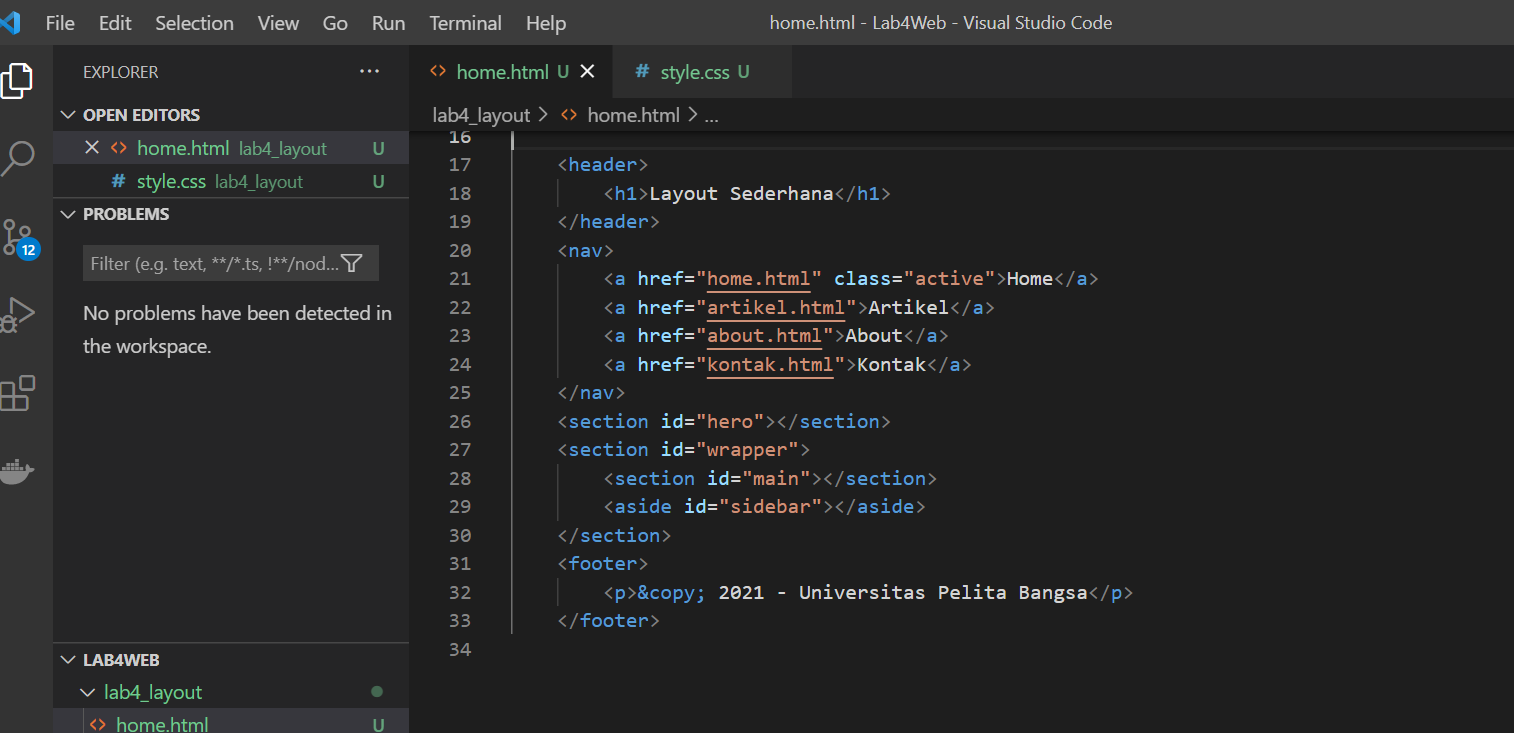 File Edit Selection View Go Run Terminal Help home.html - Lab4Web - Visual Studio Code
EXPLORER ···
OPEN EDITORS
home.html lab4_layout U
style.css lab4_layout U
PROBLEMS
Filter (e.g. text, **/*.ts, !**/nod...
No problems have been detected in
the workspace.
12
LAB4WEB
lab4_layout
home.html U
home.html U
# style.css U
lab4_layout > home.html > ...
16
17 <header>
18 <h1>Layout Sederhana</h1>
19 </header>
20 <nav>
21 <a href="home.html" class="active">Home</a>
22 <a href="artikel.html">Artikel</a>
23 <a href="about.html">About</a>
24 <a href="kontak.html">Kontak</a>
25 </nav>
26 <section id="hero"></section>
27 <section id="wrapper">
28 <section id="main"></section>
29 <aside id="sidebar"></aside>
30 </section>
31 <footer>
32 <p>&copy; 2021 - Universitas Pelita Bangsa</p>
33 </footer>
34